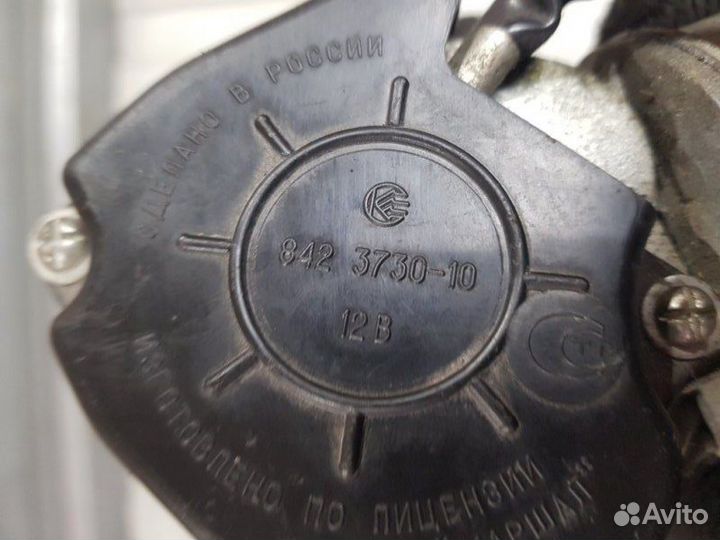 СДЕЛАНО В РОССИИ
842 3730-10
12 В
ИЗГОТОВЛЕНО ПО ЛИЦЕНЗИИ
МАРШАЛ"
Avito